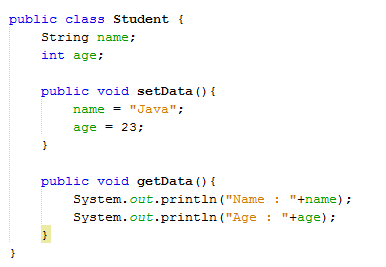 public class Student {
    String name;
    int age;

    public void setData(){
        name = "Java";
        age = 23;
    }

    public void getData(){
        System.out.println("Name : "+name);
        System.out.println("Age : "+age);
    }
}